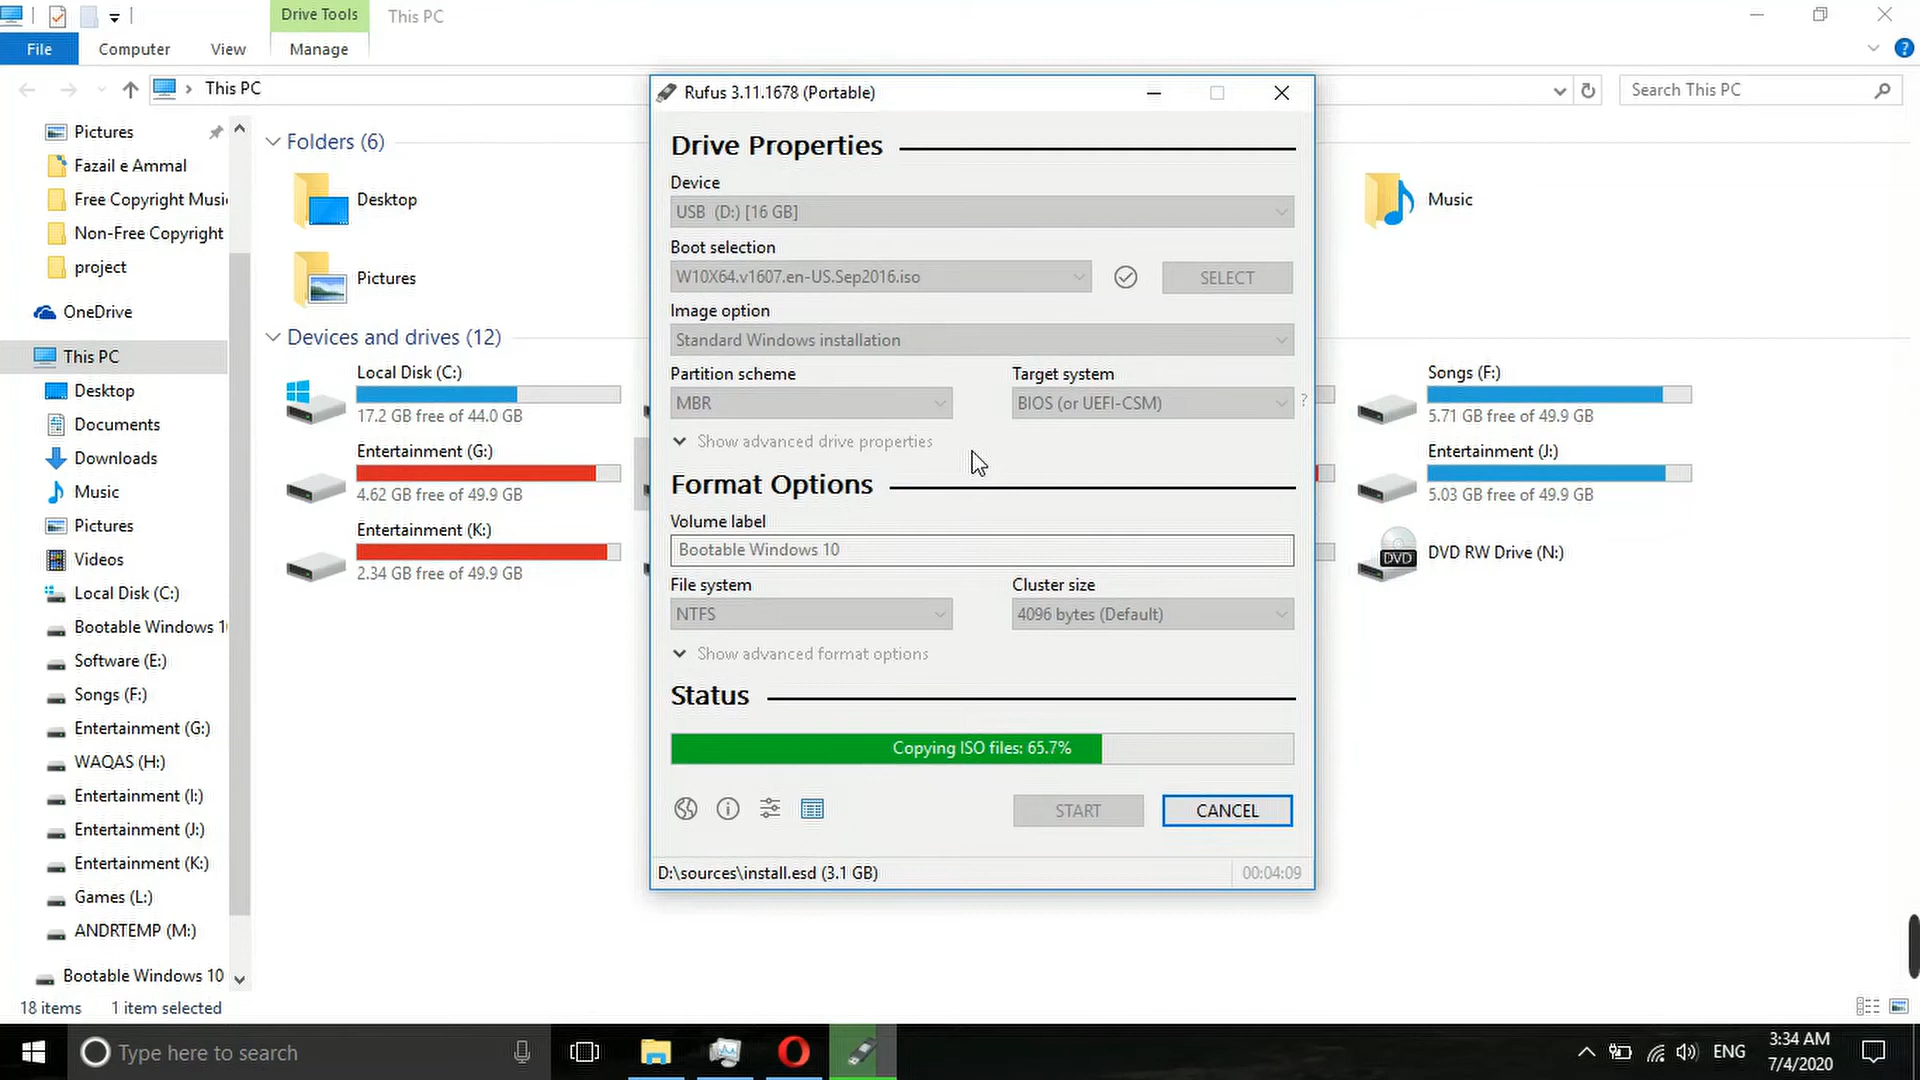 Drive Tools
This PC
File
Computer
View
Manage
This PC
Search This PC
Pictures
Fazail e Ammal
Free Copyright Musi
Non-Free Copyright
project
OneDrive
This PC
Desktop
Documents
Downloads
Music
Pictures
Videos
Local Disk (C:)
Bootable Windows 1
Software (E:)
Songs (F:)
Entertainment (G:)
WAQAS (H:)
Entertainment (I:)
Entertainment (J:)
Entertainment (K:)
Games (L:)
ANDRTEMP (M:)
Bootable Windows 10
Folders (6)
Desktop
Pictures
Music
Devices and drives (12)
Local Disk (C:)
17.2 GB free of 44.0 GB
Entertainment (G:)
4.62 GB free of 49.9 GB
Entertainment (K:)
2.34 GB free of 49.9 GB
Songs (F:)
5.71 GB free of 49.9 GB
Entertainment (J:)
5.03 GB free of 49.9 GB
DVD
DVD RW Drive (N:)
Rufus 3.11.1678 (Portable)
Drive Properties
Device
USB (D:) [16 GB]
Boot selection
W10X64.v1607.en-US.Sep2016.iso
SELECT
Image option
Standard Windows installation
Partition scheme
Target system
MBR
BIOS (or UEFI-CSM)
?
Show advanced drive properties
Format Options
Volume label
Bootable Windows 10
File system
Cluster size
NTFS
4096 bytes (Default)
Show advanced format options
Status
Copying ISO files: 65.7%
START
CANCEL
D:\sources\install.esd (3.1 GB)
00:04:09
18 items
1 item selected
Type here to search
ENG
3:34 AM
7/4/2020